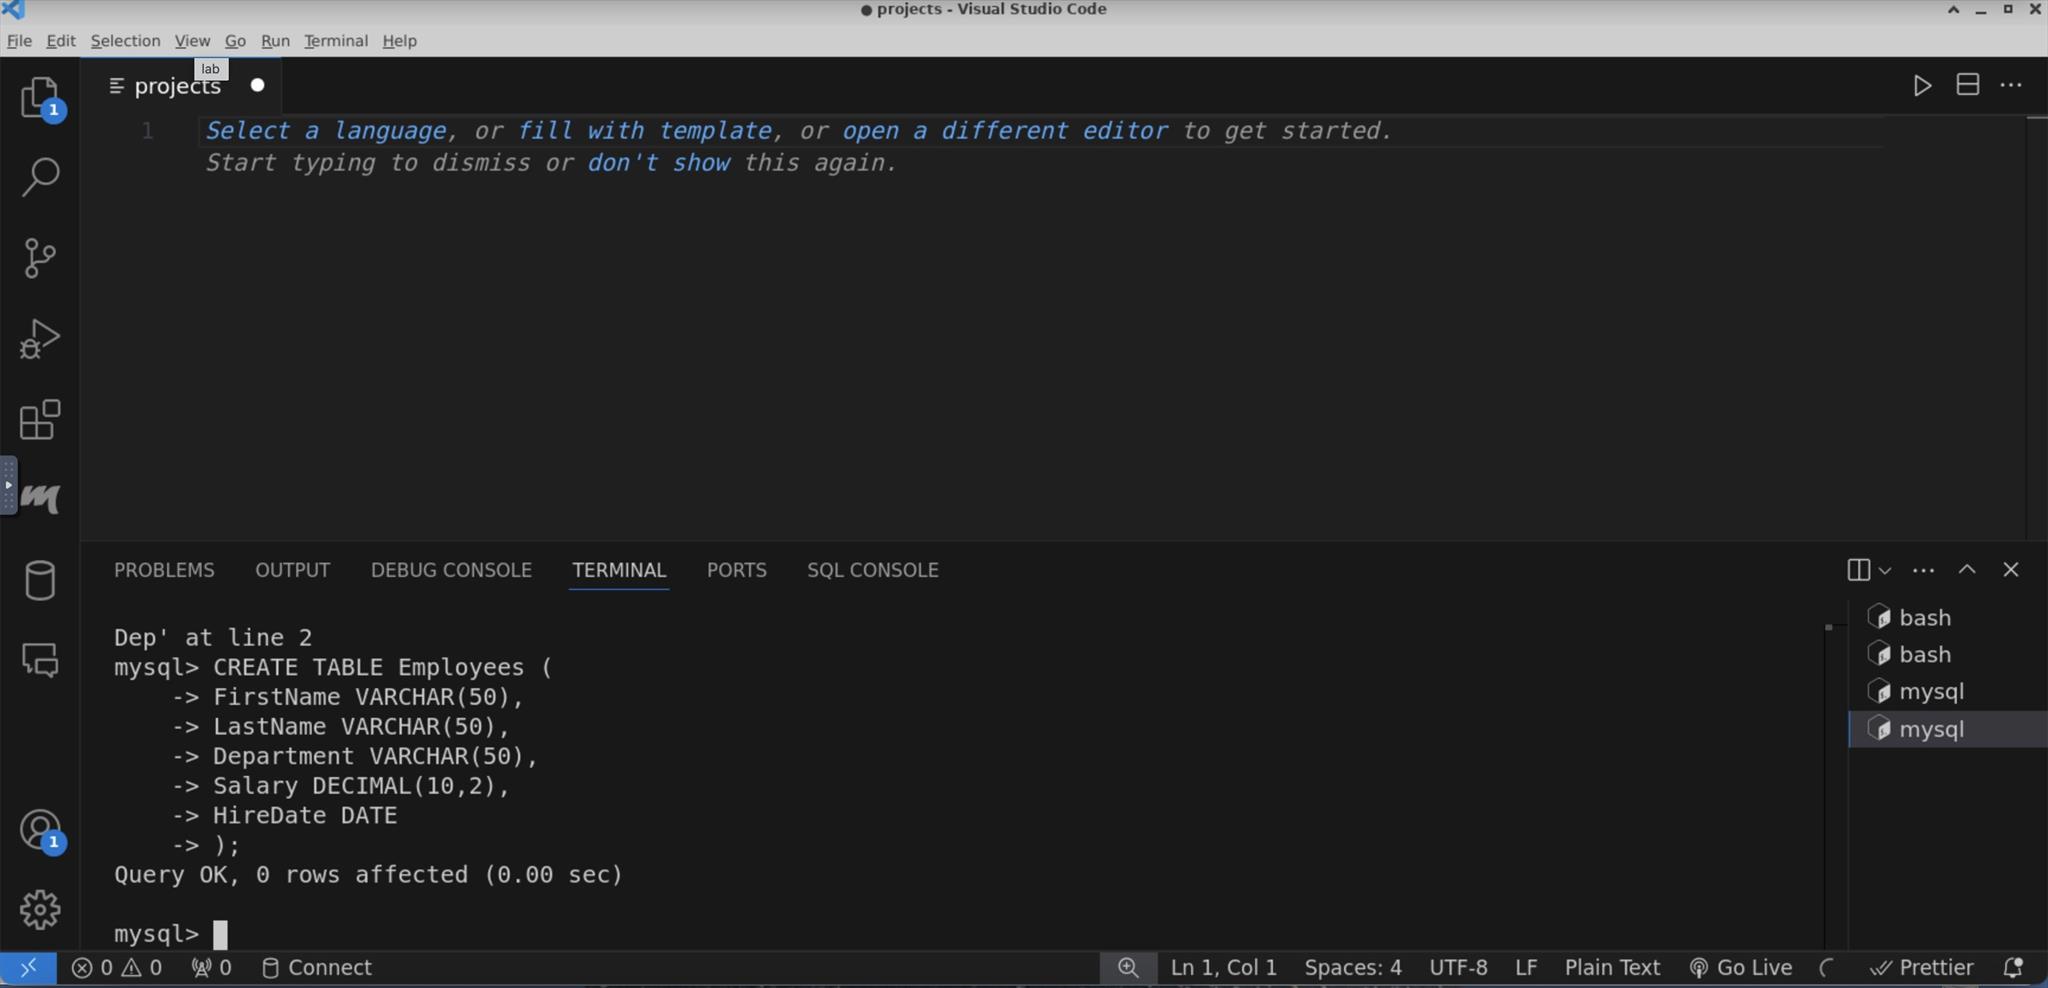 ● projects - Visual Studio Code
File Edit Selection View Go Run Terminal Help
lab
projects
1 Select a language, or fill with template, or open a different editor to get started.
Start typing to dismiss or don't show this again.
1
PROBLEMS OUTPUT DEBUG CONSOLE TERMINAL PORTS SQL CONSOLE
Dep' at line 2
mysql> CREATE TABLE Employees (
    -> FirstName VARCHAR(50),
    -> LastName VARCHAR(50),
    -> Department VARCHAR(50),
    -> Salary DECIMAL(10,2),
    -> HireDate DATE
    -> );
Query OK, 0 rows affected (0.00 sec)
mysql>
bash
bash
mysql
mysql
1
0 0 0 Connect Ln 1, Col 1 Spaces: 4 UTF-8 LF Plain Text Go Live Prettier